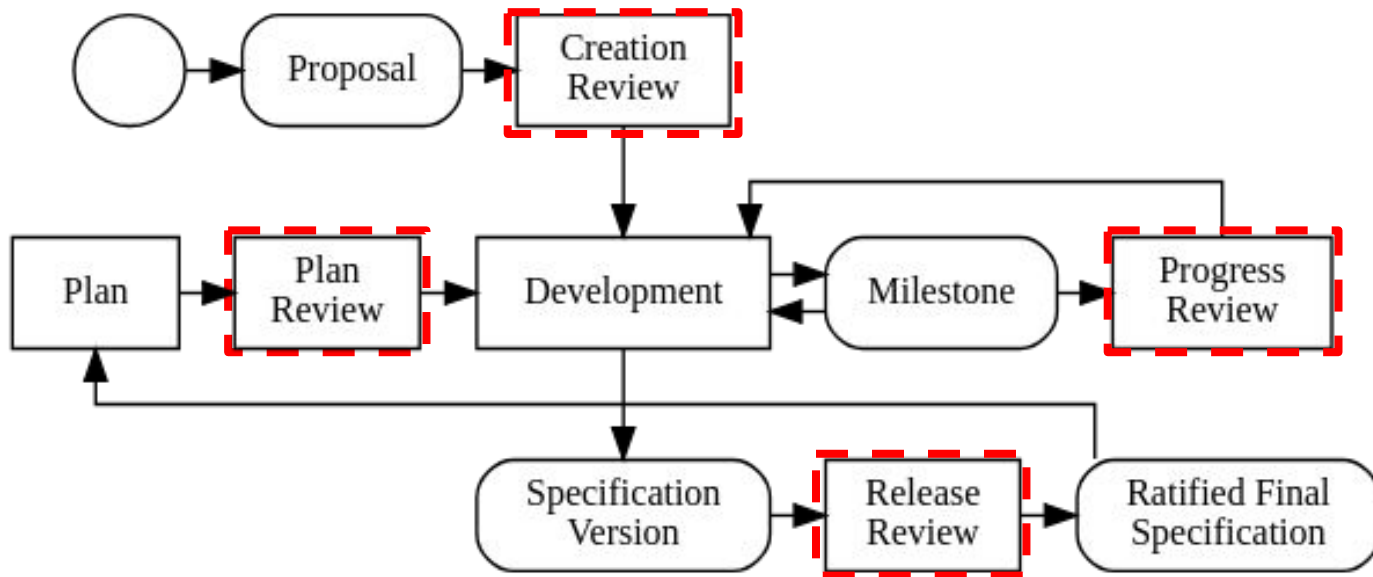 Proposal
Creation
Review
Plan
Plan
Review
Development
Milestone
Progress
Review
Specification
Version
Release
Review
Ratified Final
Specification